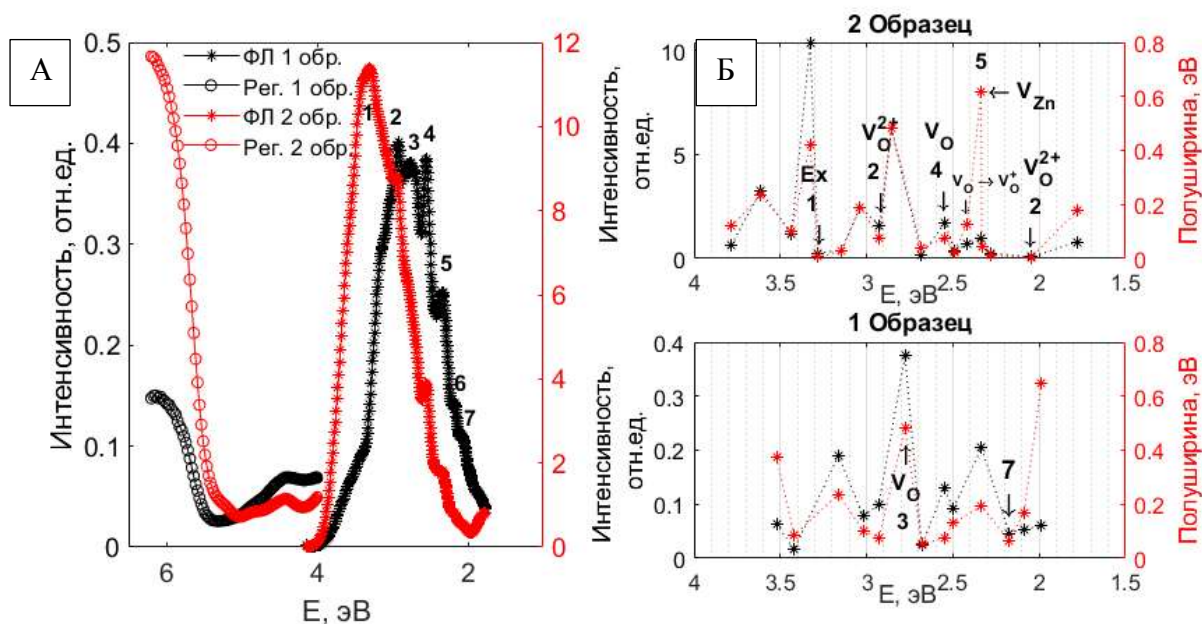 А
0.5
0.4
0.3
0.2
0.1
0
Интенсивность, отн.ед.
6
4
2
E, эВ
12
10
8
6
4
2
0
ФЛ 1 обр.
Рег. 1 обр.
ФЛ 2 обр.
Рег. 2 обр.
1
2
3
4
5
6
7
Б
2 Образец
Интенсивность,
отн.ед.
10
5
0
4
3.5
3
2.5
2
1.5
E, эВ
0.8
0.6
0.4
0.2
0
Полуширина, эВ
Ex
1
V_O^2+
2
V_O
4
5
← V_Zn
V_O → V_O^+
V_O^2+
2
1 Образец
Интенсивность,
отн.ед.
0.4
0.3
0.2
0.1
0
4
3.5
3
2.5
2
1.5
E, эВ
0.8
0.6
0.4
0.2
0
Полуширина, эВ
V_O
3
7